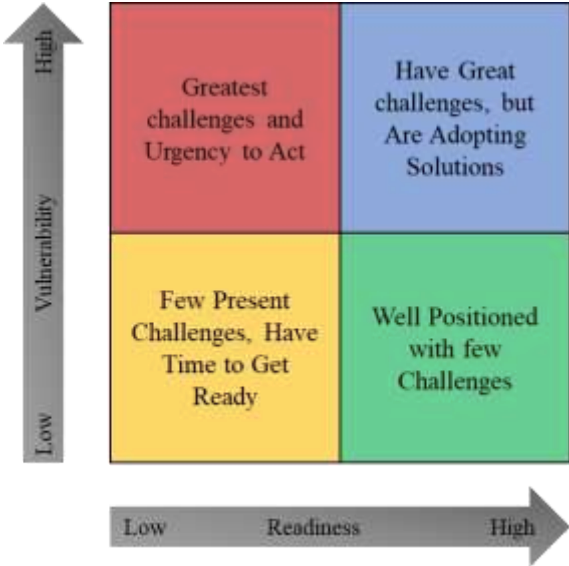 High
Vulnerability
Low
Greatest
challenges and
Urgency to Act
Have Great
challenges, but
Are Adopting
Solutions
Few Present
Challenges, Have
Time to Get
Ready
Well Positioned
with few
Challenges
Low Readiness High